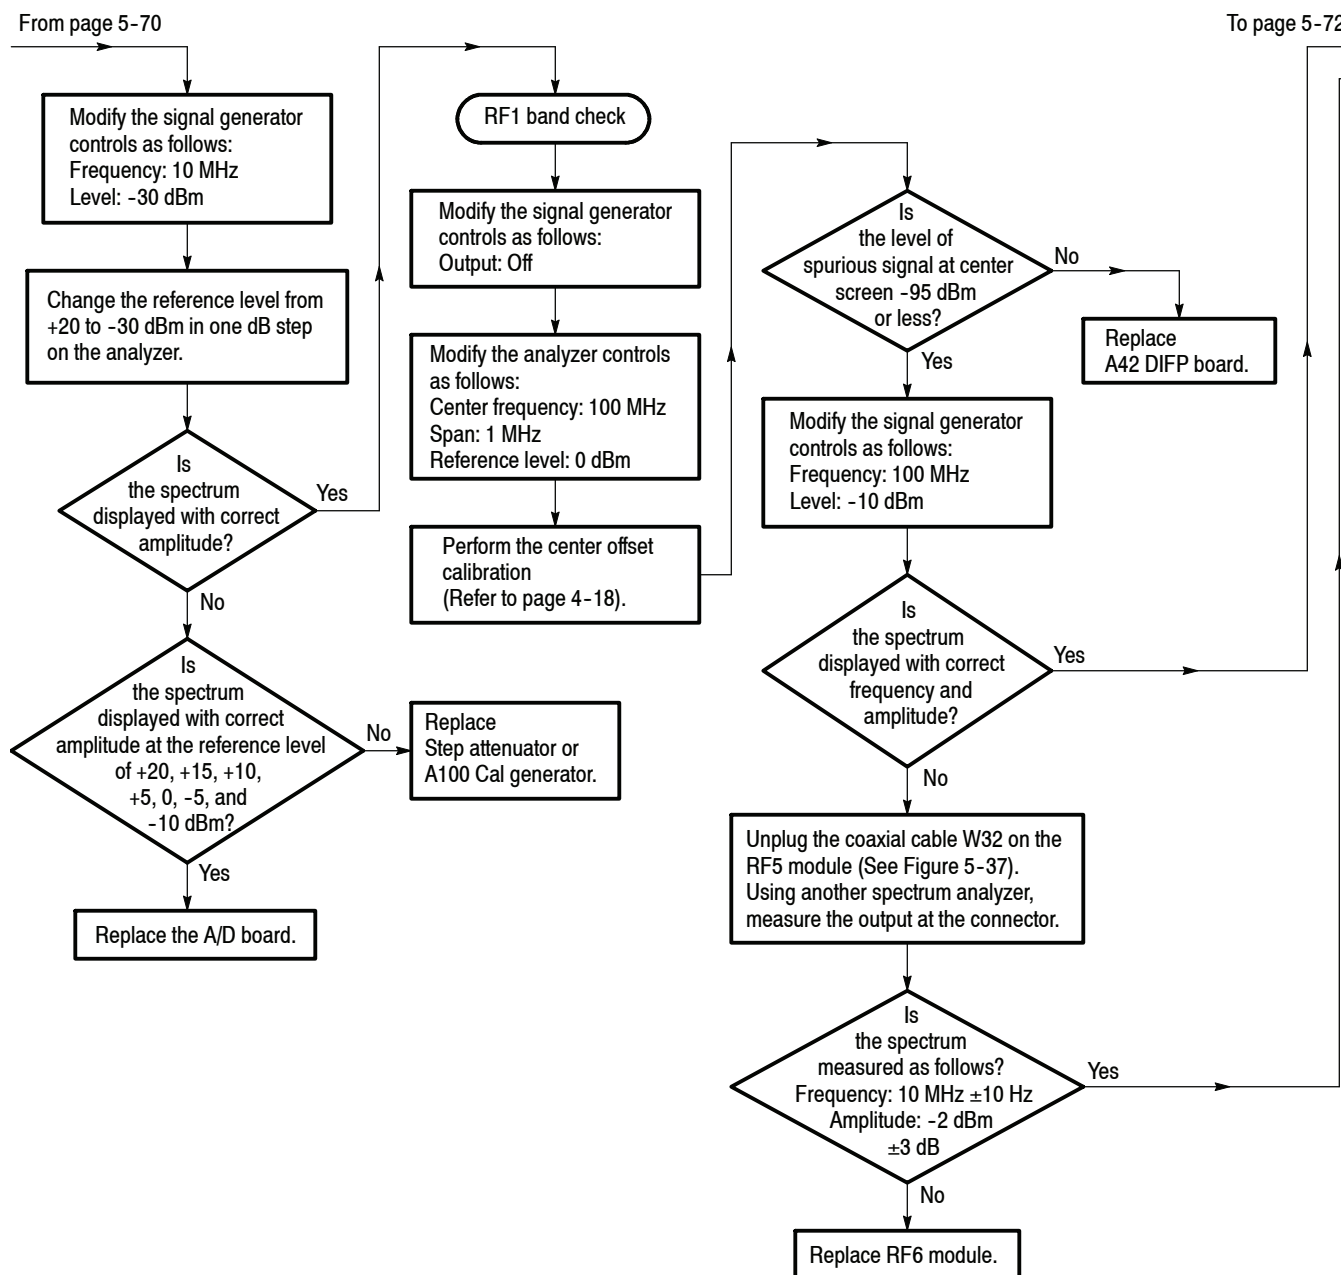 From page 5-70
To page 5-72
Modify the signal generator
controls as follows:
Frequency: 10 MHz
Level: -30 dBm
Change the reference level from
+20 to -30 dBm in one dB step
on the analyzer.
Is
the spectrum
displayed with correct
amplitude?
Yes
No
Is
the spectrum
displayed with correct
amplitude at the reference level
of +20, +15, +10,
+5, 0, -5, and
-10 dBm?
No
Replace
Step attenuator or
A100 Cal generator.
Yes
Replace the A/D board.
RF1 band check
Modify the signal generator
controls as follows:
Output: Off
Modify the analyzer controls
as follows:
Center frequency: 100 MHz
Span: 1 MHz
Reference level: 0 dBm
Perform the center offset
calibration
(Refer to page 4-18).
Is
the level of
spurious signal at center
screen -95 dBm
or less?
No
Replace
A42 DIFP board.
Yes
Modify the signal generator
controls as follows:
Frequency: 100 MHz
Level: -10 dBm
Is
the spectrum
displayed with correct
frequency and
amplitude?
Yes
No
Unplug the coaxial cable W32 on the
RF5 module (See Figure 5-37).
Using another spectrum analyzer,
measure the output at the connector.
Is
the spectrum
measured as follows?
Frequency: 10 MHz ±10 Hz
Amplitude: -2 dBm
±3 dB
Yes
No
Replace RF6 module.